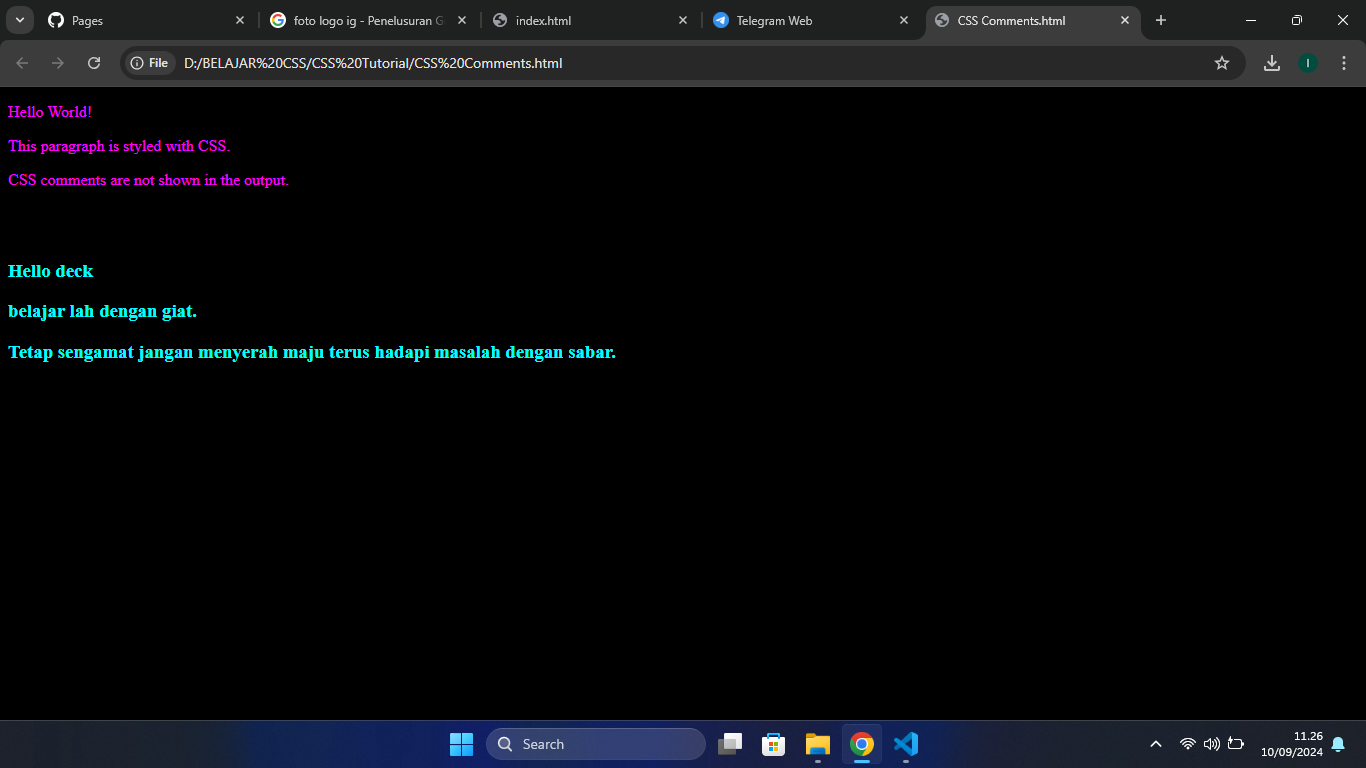 Pages
foto logo ig - Penelusuran G
index.html
Telegram Web
CSS Comments.html
File
D:/BELAJAR%20CSS/CSS%20Tutorial/CSS%20Comments.html
I
Hello World!
This paragraph is styled with CSS.
CSS comments are not shown in the output.
Hello deck
belajar lah dengan giat.
Tetap sengamat jangan menyerah maju terus hadapi masalah dengan sabar.
Search
11.26
10/09/2024